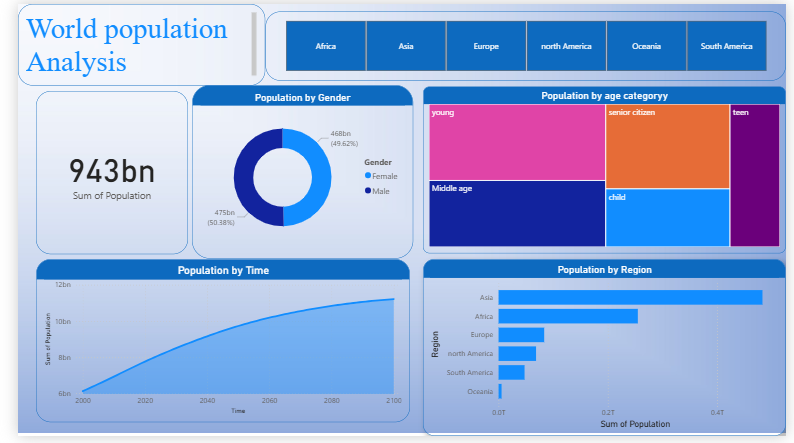 World population
Analysis
Africa
Asia
Europe
north America
Oceania
South America
943bn
Sum of Population
Population by Gender
468bn
(49.62%)
475bn
(50.38%)
Gender
Female
Male
Population by age categoryy
young
Middle age
senior citizen
child
teen
Population by Time
Sum of Population
12bn
10bn
8bn
6bn
2000
2020
2040
2060
2080
2100
Time
Population by Region
Region
Asia
Africa
Europe
north America
South America
Oceania
0.0T
0.2T
0.4T
Sum of Population